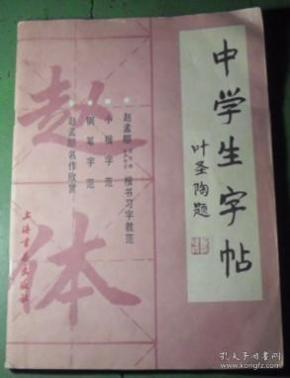 中学生字帖
叶圣陶题
赵孟頫 楷书习字教范
小楷字范
钢笔字范
赵孟頫名作欣赏
赵体
上海书画出版社
孔夫子旧书网